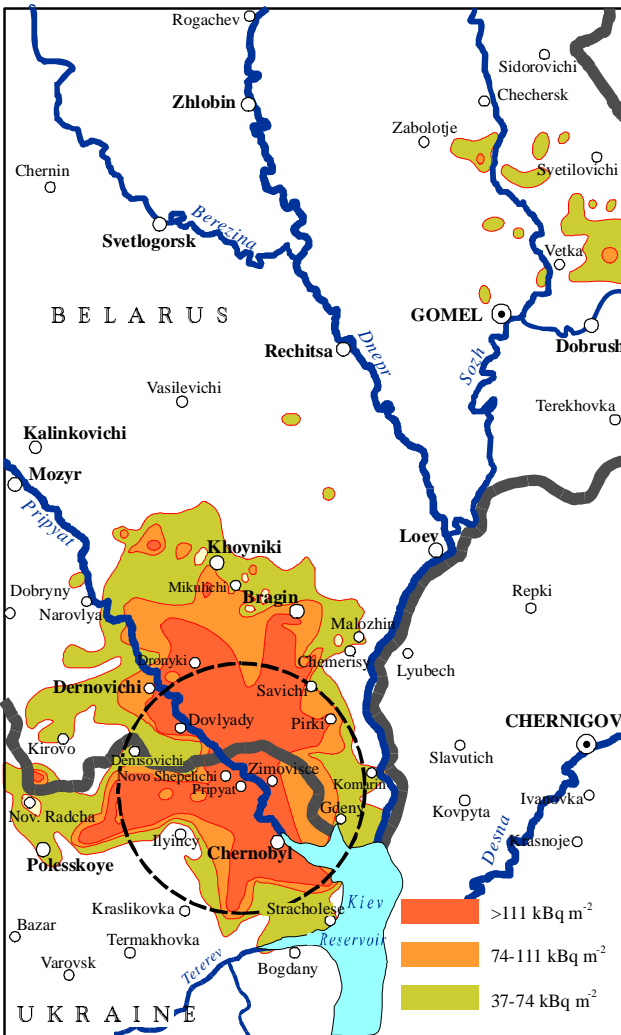 Rogachev
Sidorovichi
Zhlobin
Chechersk
Zabolotje
Svetilovichi
Chernin
Berezina
Svetlogorsk
Vetka
BELARUS
GOMEL
Dnepr
Sozh
Rechitsa
Dobrush
Vasilevichi
Terekhovka
Kalinkovichi
Mozyr
Pripyat
Loev
Khoyniki
Mikulichi
Dobryny
Bragin
Repki
Narovlya
Malozhin
Dronyki
Chemerisy
Lyubech
Dernovichi
Savichi
Dovlyady
Pirki
CHERNIGOV
Kirovo
Denisovichi
Slavutich
Novo Shepelichi
Zimovisce
Komarin
Pripyat
Ivanovka
Nov. Radcha
Gdeny
Kovpyta
Ilyincy
Chernobyl
Krasnoje
Desna
Polesskoye
Kraslikovka
Stracholese
Kiev
>111 kBq m-2
Bazar
Termakhovka
Reservoir
74-111 kBq m-2
Varovsk
Teterev
Bogdany
37-74 kBq m-2
UKRAINE